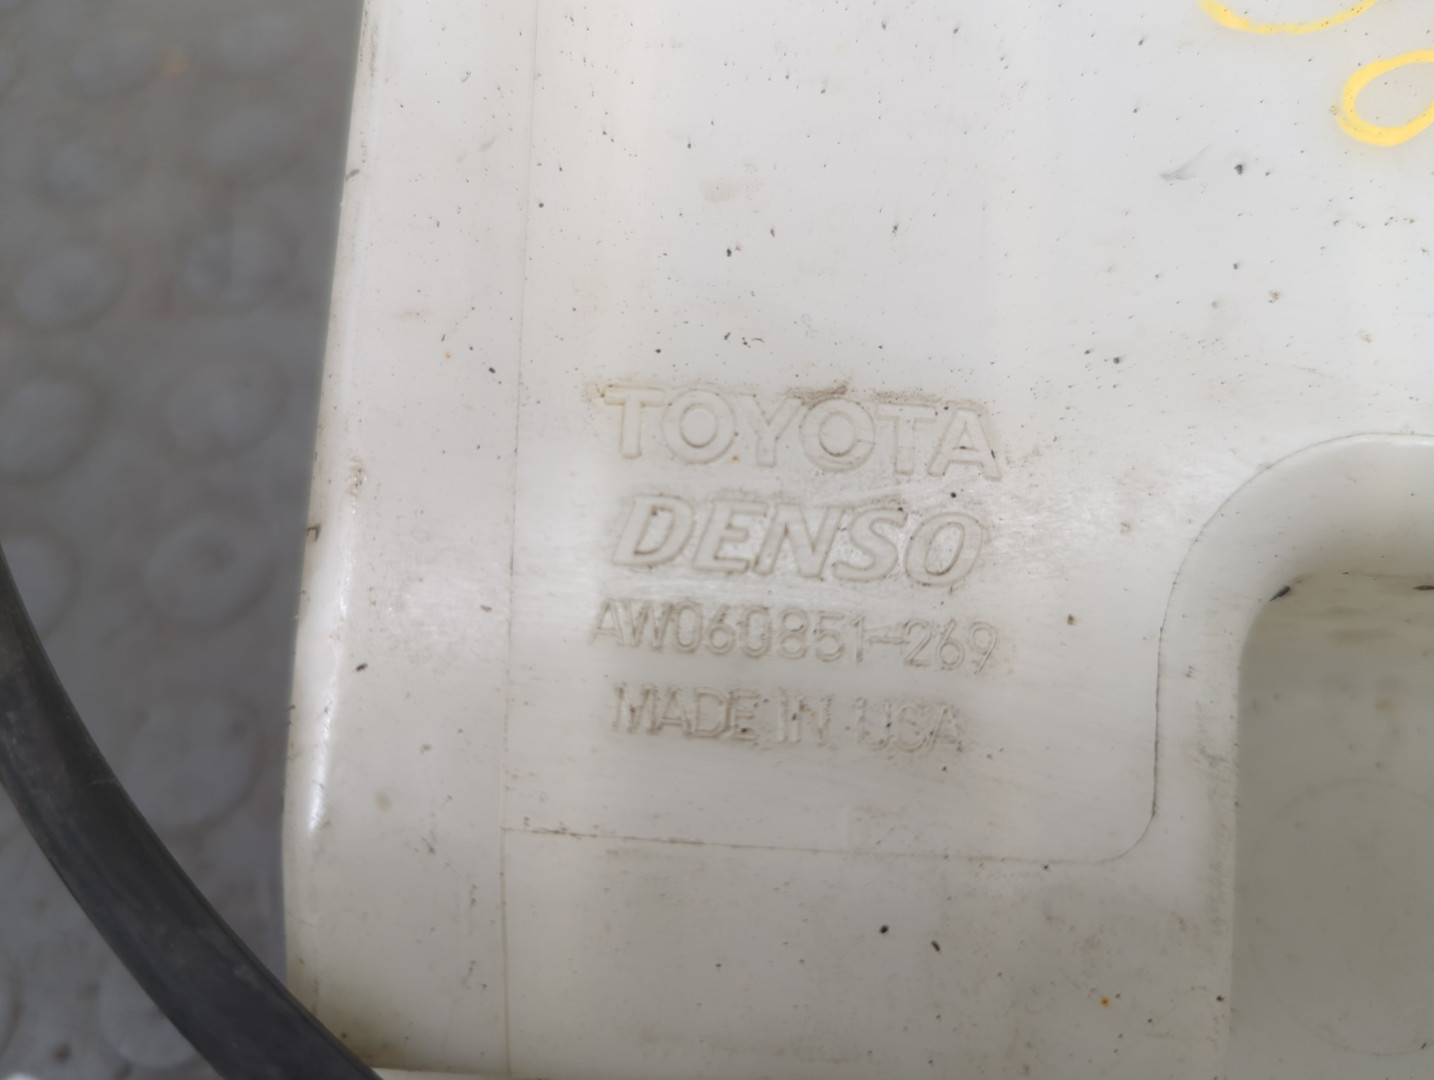 TOYOTA
DENSO
AW060851-269
MADE IN USA